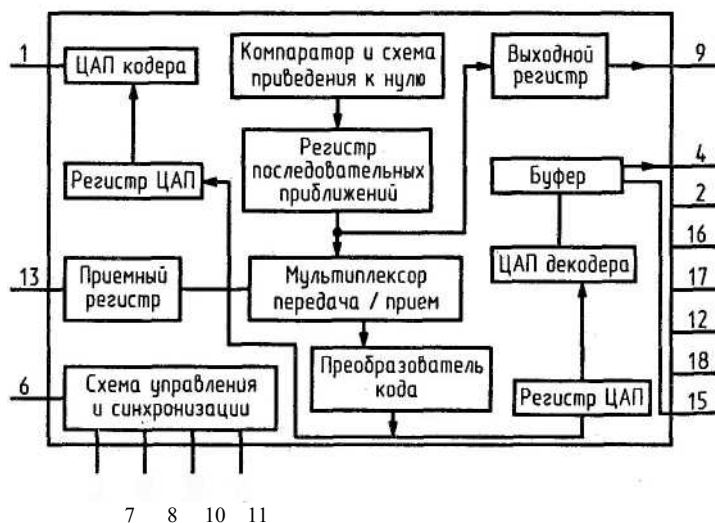 1
ЦАП кодера
Компаратор и схема
приведения к нулю
Выходной
регистр
9
Регистр ЦАП
Регистр
последовательных
приближений
Буфер
4
2
16
13
Приемный
регистр
Мультиплексор
передача / прием
ЦАП декодера
17
12
6
Схема управления
и синхронизации
Преобразователь
кода
Регистр ЦАП
18
15
7 8 10 11